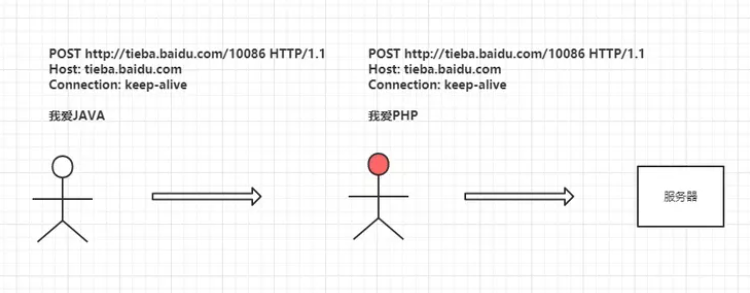 POST http://tieba.baidu.com/10086 HTTP/1.1
Host: tieba.baidu.com
Connection: keep-alive
我爱JAVA
POST http://tieba.baidu.com/10086 HTTP/1.1
Host: tieba.baidu.com
Connection: keep-alive
我爱PHP
服务器